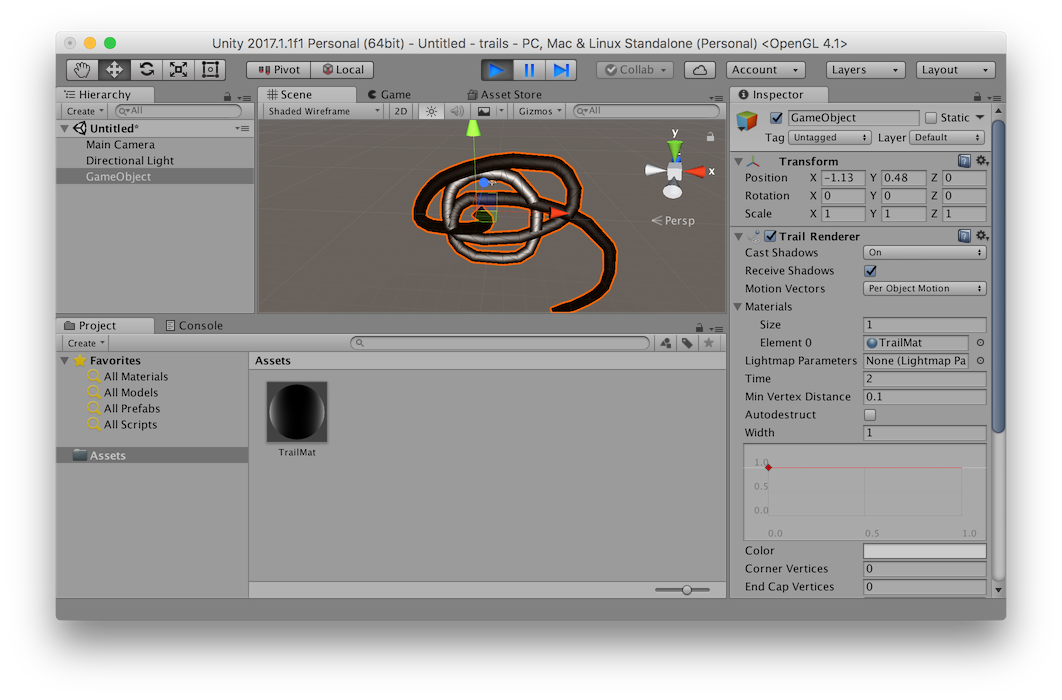 Unity 2017.1.1f1 Personal (64bit) - Untitled - trails - PC, Mac & Linux Standalone (Personal) <OpenGL 4.1>
Pivot Local Collab Account Layers Layout
Hierarchy
Create All
Untitled*
Main Camera
Directional Light
GameObject
Scene Game Asset Store
Shaded Wireframe 2D Gizmos All
y
x
Persp
Project Console
Create
Favorites
All Materials
All Models
All Prefabs
All Scripts
Assets
Assets
TrailMat
Inspector
GameObject Static
Tag Untagged Layer Default
Transform
Position X -1.13 Y 0.48 Z 0
Rotation X 0 Y 0 Z 0
Scale X 1 Y 1 Z 1
Trail Renderer
Cast Shadows On
Receive Shadows
Motion Vectors Per Object Motion
Materials
Size 1
Element 0 TrailMat
Lightmap Parameters None (Lightmap Pa
Time 2
Min Vertex Distance 0.1
Autodestruct
Width 1
1.0
0.5
0.0
0.0 0.5 1.0
Color
Corner Vertices 0
End Cap Vertices 0